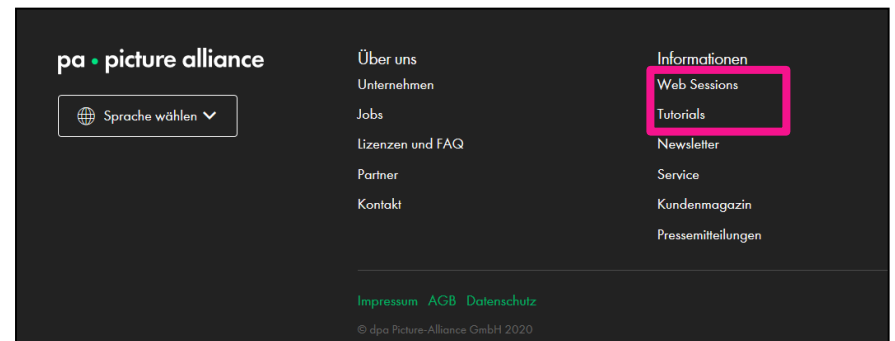 pa • picture alliance
Sprache wählen
Über uns
Unternehmen
Jobs
Lizenzen und FAQ
Partner
Kontakt
Informationen
Web Sessions
Tutorials
Newsletter
Service
Kundenmagazin
Pressemitteilungen
Impressum AGB Datenschutz
© dpa Picture-Alliance GmbH 2020